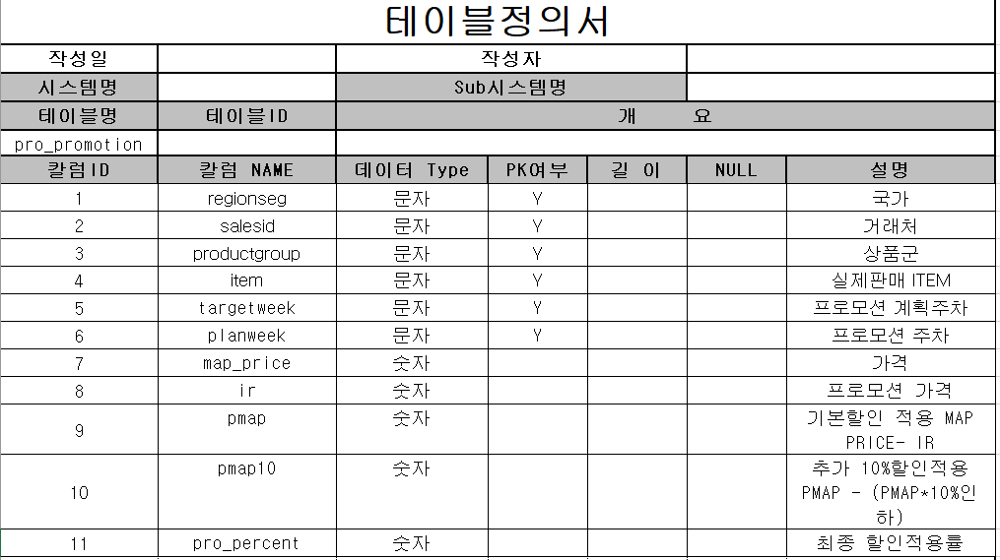 테이블정의서
작성일 작성자
시스템명 Sub시스템명
테이블명 테이블ID 개 요
pro_promotion
칼럼ID 칼럼 NAME 데이터 Type PK여부 길 이 NULL 설명
1 regionseg 문자 Y 국가
2 salesid 문자 Y 거래처
3 productgroup 문자 Y 상품군
4 item 문자 Y 실제판매 ITEM
5 targetweek 문자 Y 프로모션 계획주차
6 planweek 문자 Y 프로모션 주차
7 map_price 숫자 가격
8 ir 숫자 프로모션 가격
9 pmap 숫자 기본할인 적용 MAP
PRICE- IR
10 pmap10 숫자 추가 10%할인적용
PMAP - (PMAP*10%인
하)
11 pro_percent 숫자 최종 할인적용률